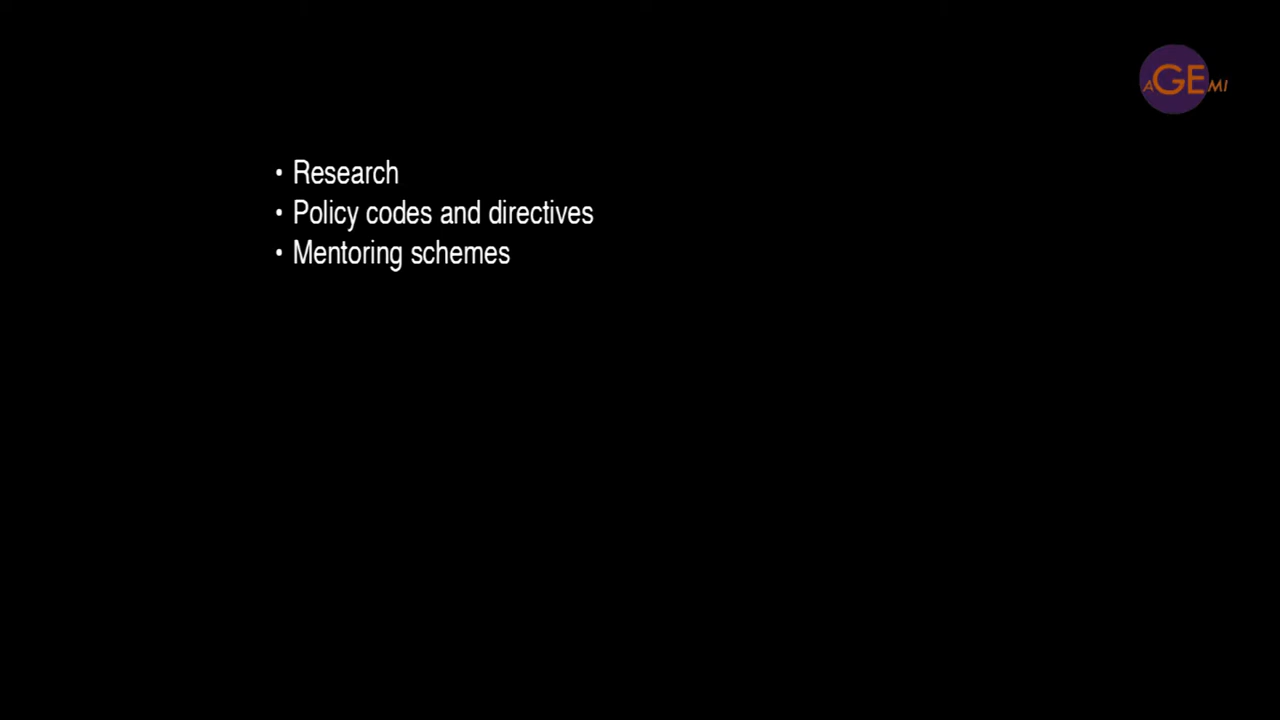 AGEMI
• Research
• Policy codes and directives
• Mentoring schemes